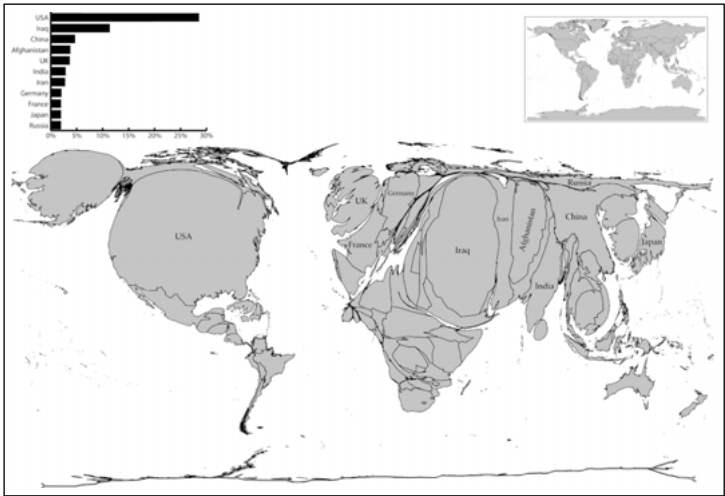 USA
Iraq
China
Afghanistan
UK
India
Iran
Germany
France
Japan
Russia
0% 5% 10% 15% 20% 25% 30%
USA
UK
Germany
France
Iraq
Iran
Afghanistan
India
Russia
China
Japan